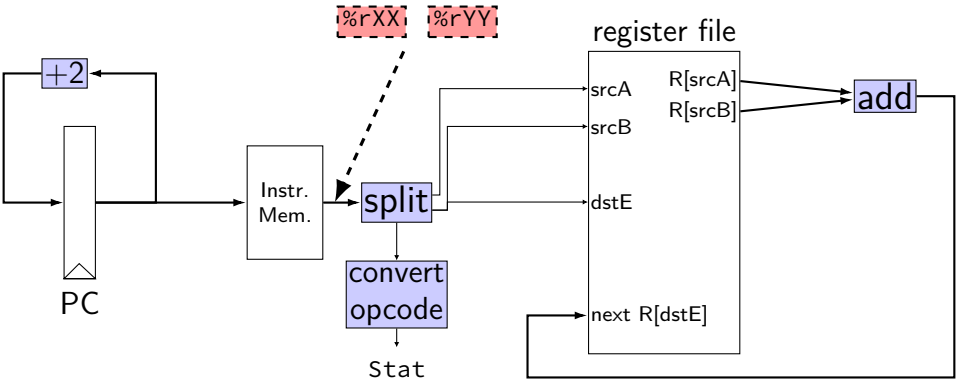 %rXX %rYY
register file
+2
R[srcA]
srcA
R[srcB]
add
srcB
Instr.
Mem.
split
dstE
convert
opcode
PC
next R[dstE]
Stat